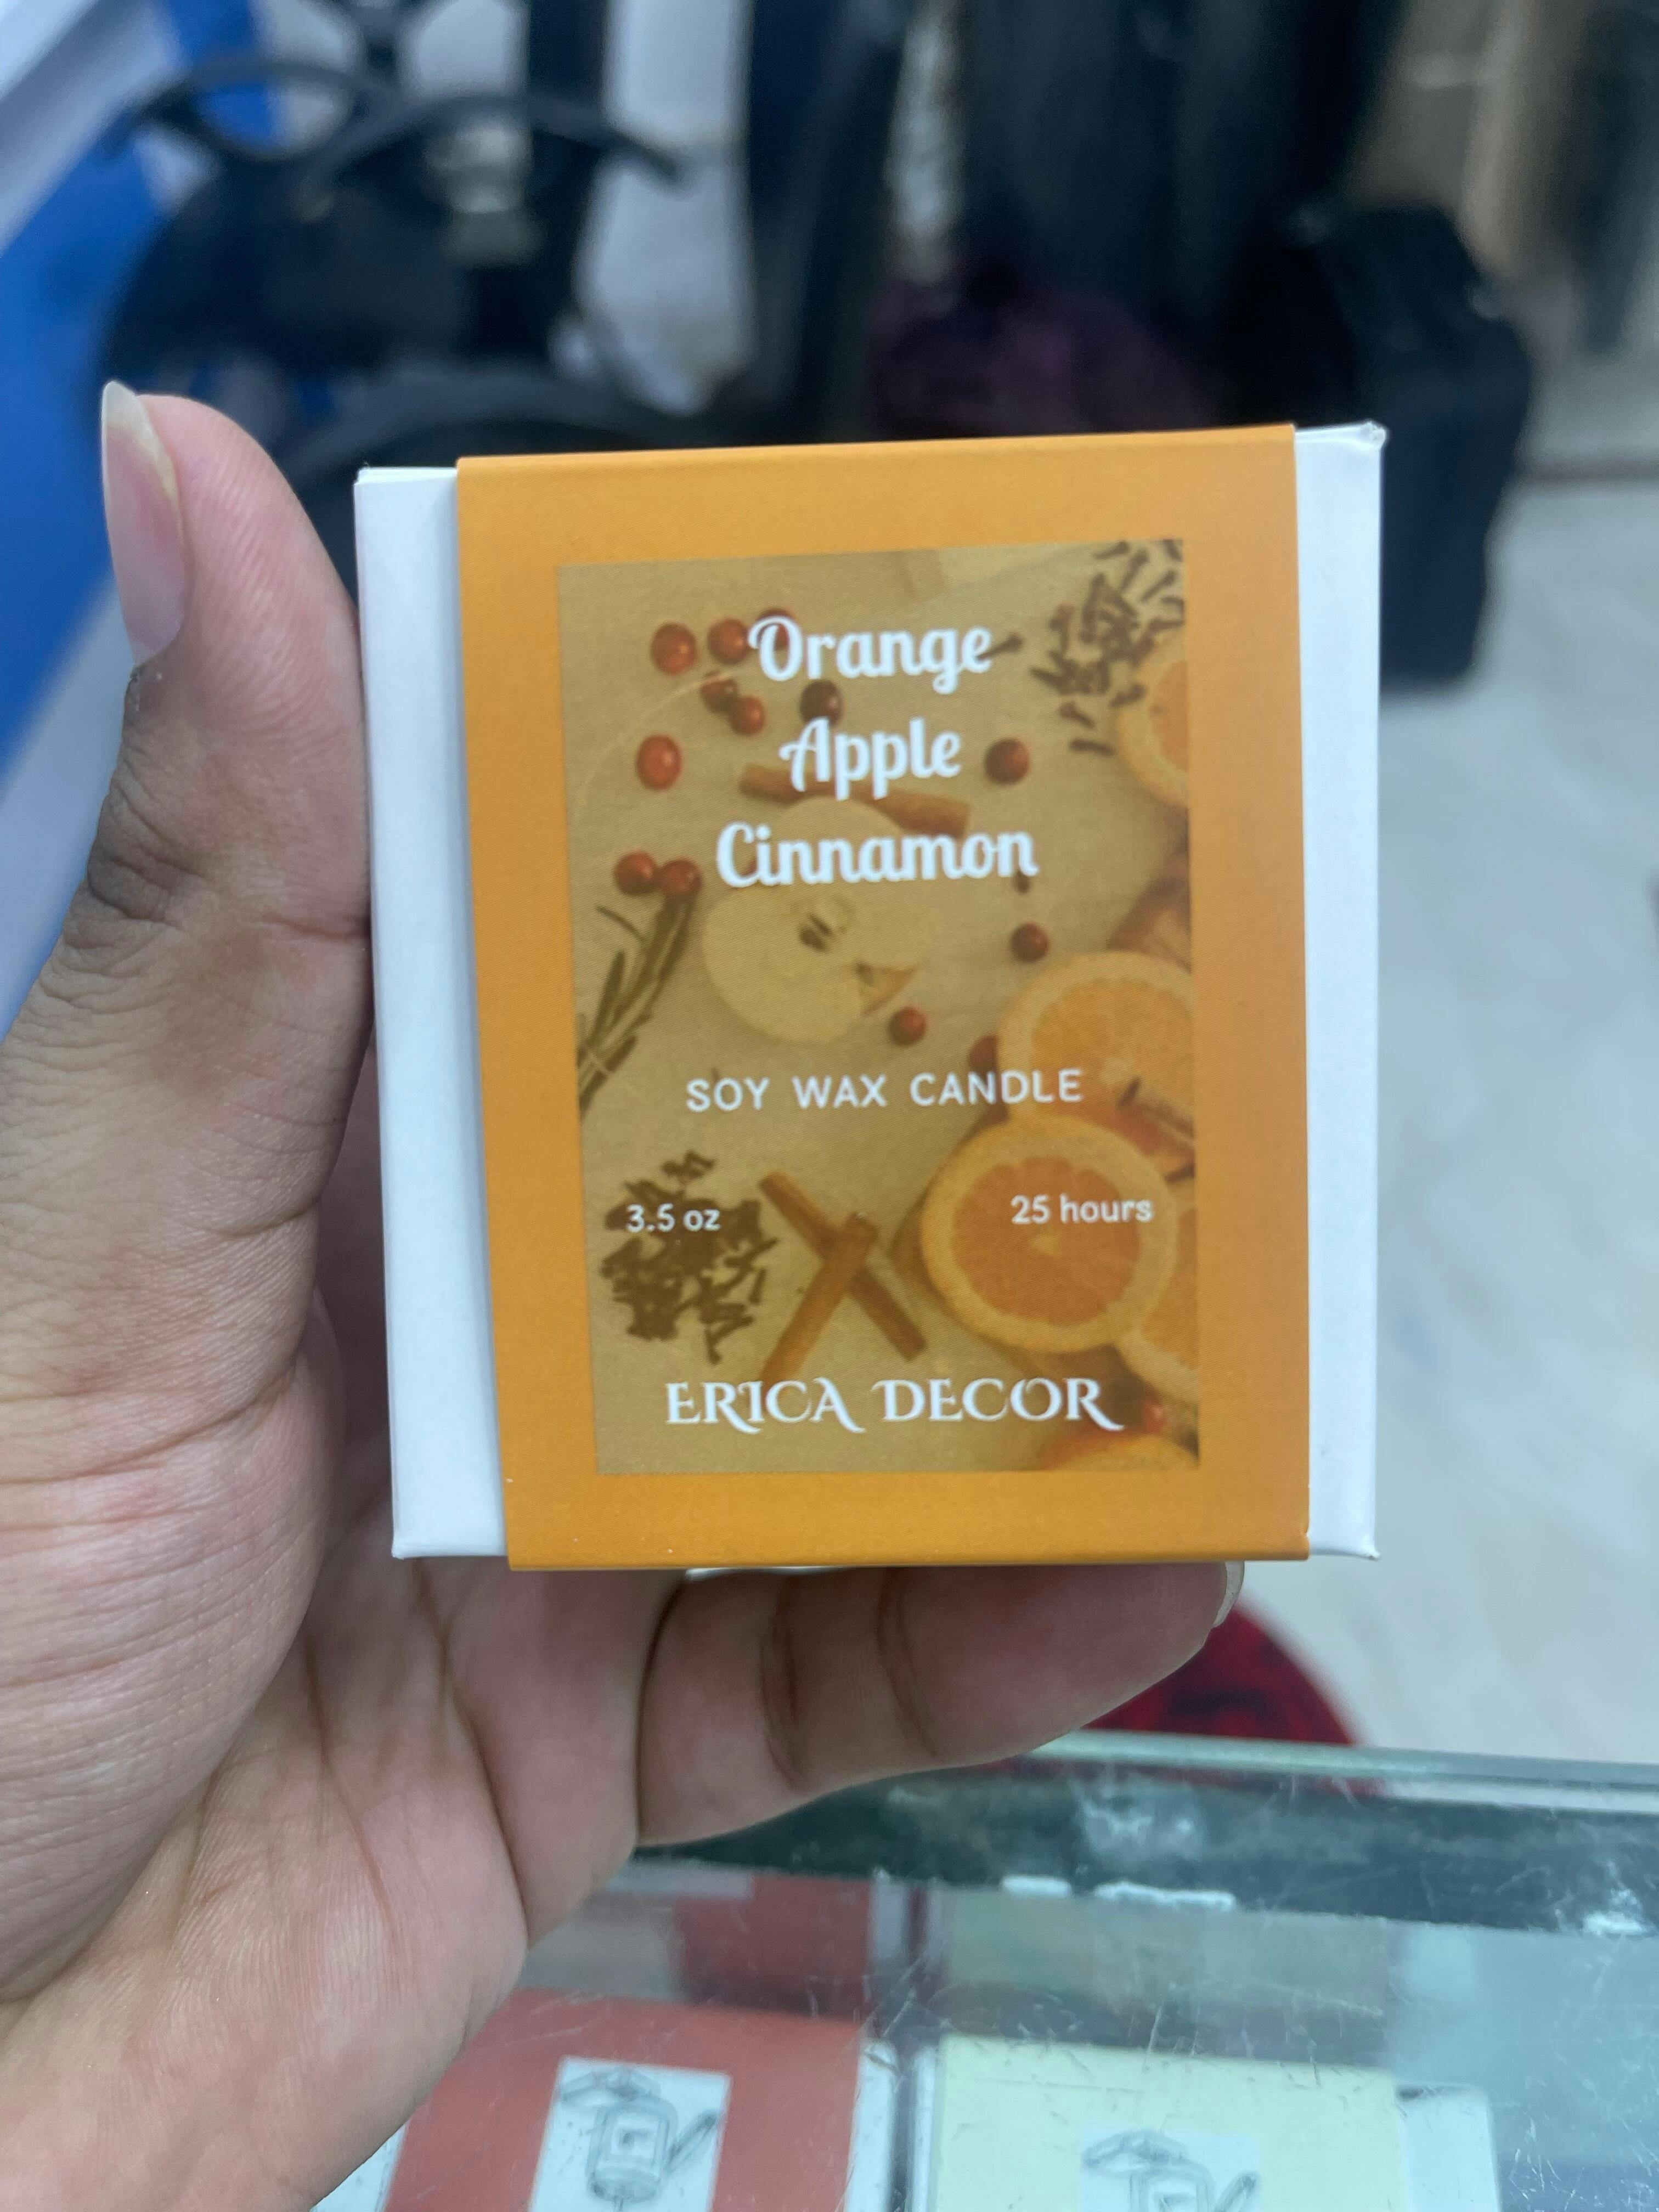 Orange
Apple
Cinnamon
SOY WAX CANDLE
3.5 oz
25 hours
ERICA DECOR